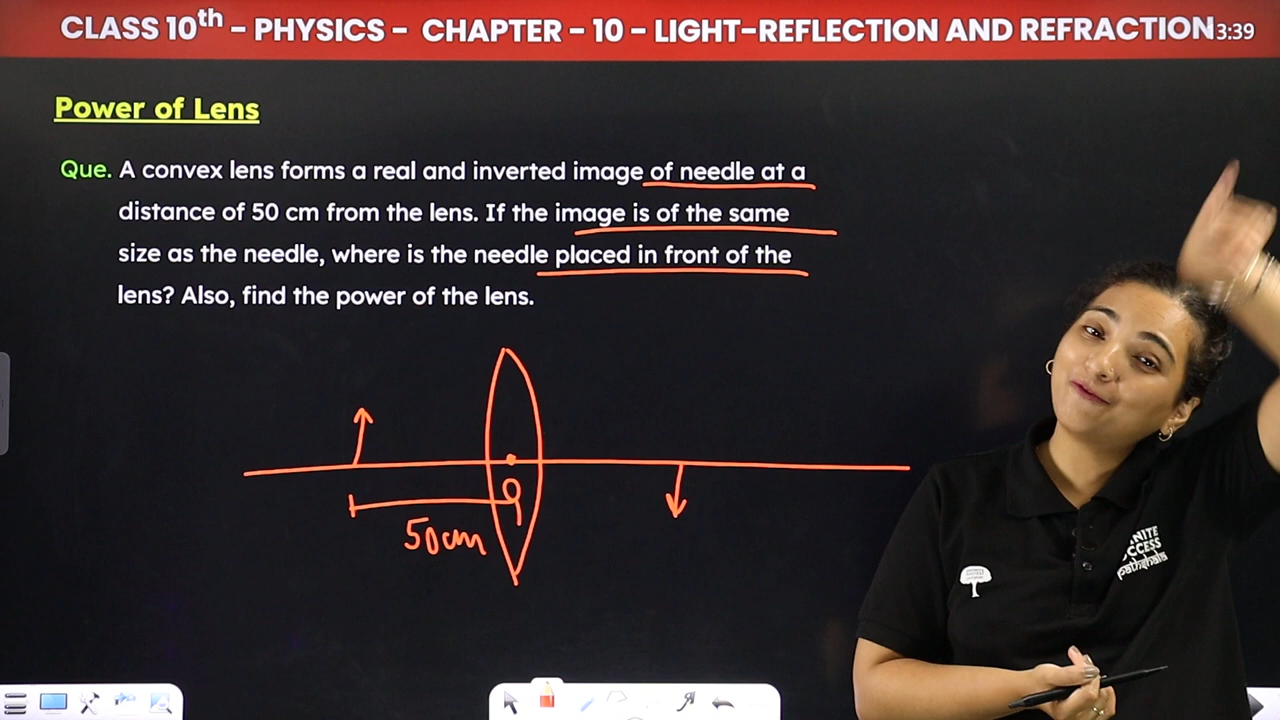 CLASS 10th - PHYSICS - CHAPTER - 10 - LIGHT-REFLECTION AND REFRACTION
3:39
Power of Lens
Que. A convex lens forms a real and inverted image of needle at a
distance of 50 cm from the lens. If the image is of the same
size as the needle, where is the needle placed in front of the
lens? Also, find the power of the lens.
50cm
NITE
CCESS
pathshala